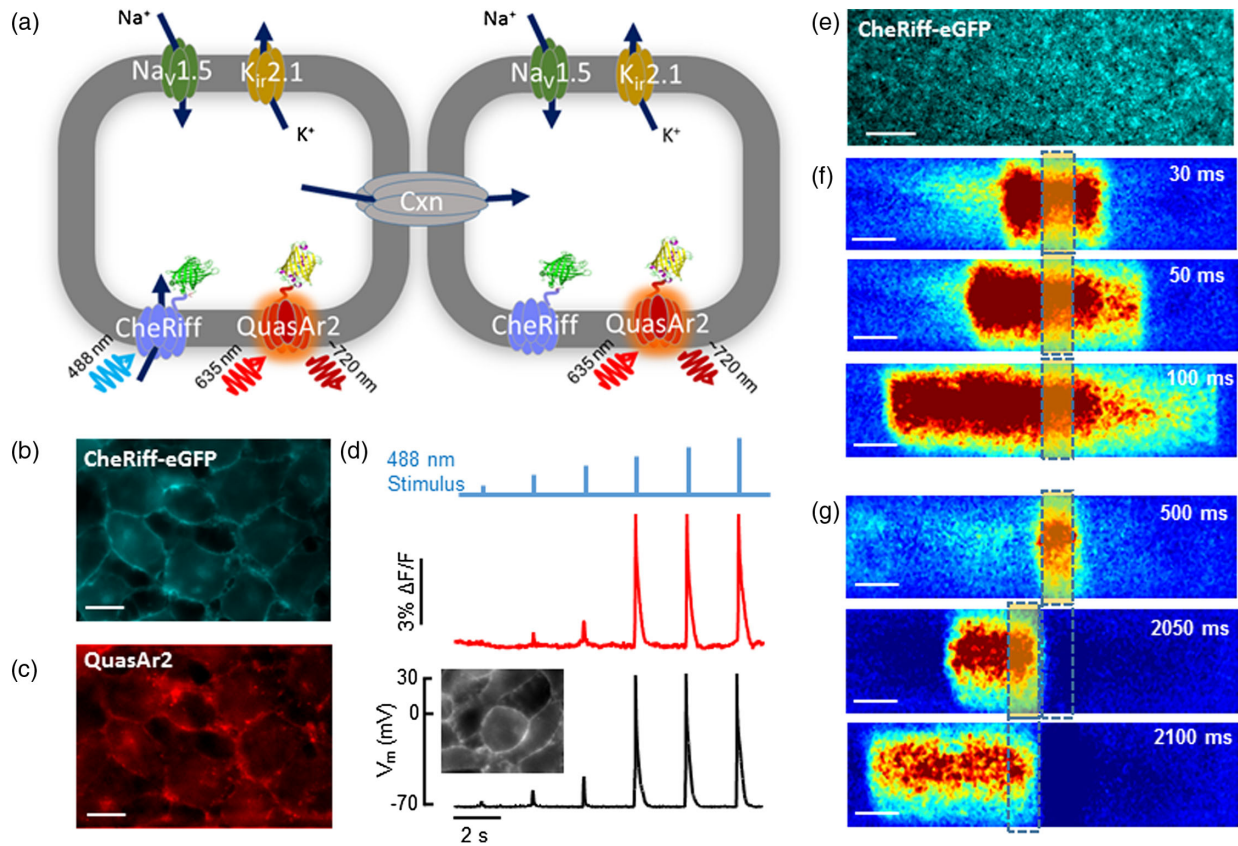 (a)
Na⁺
Naᵥ1.5
Kᵢᵣ2.1
K⁺
Cxn
Na⁺
Naᵥ1.5
Kᵢᵣ2.1
K⁺
CheRiff
QuasAr2
488 nm
635 nm
~720 nm
CheRiff
QuasAr2
635 nm
~720 nm
(b)
CheRiff-eGFP
(c)
QuasAr2
(d)
488 nm
Stimulus
3% ΔF/F
30
0
-70
Vₘ (mV)
2 s
(e)
CheRiff-eGFP
(f)
30 ms
50 ms
100 ms
(g)
500 ms
2050 ms
2100 ms